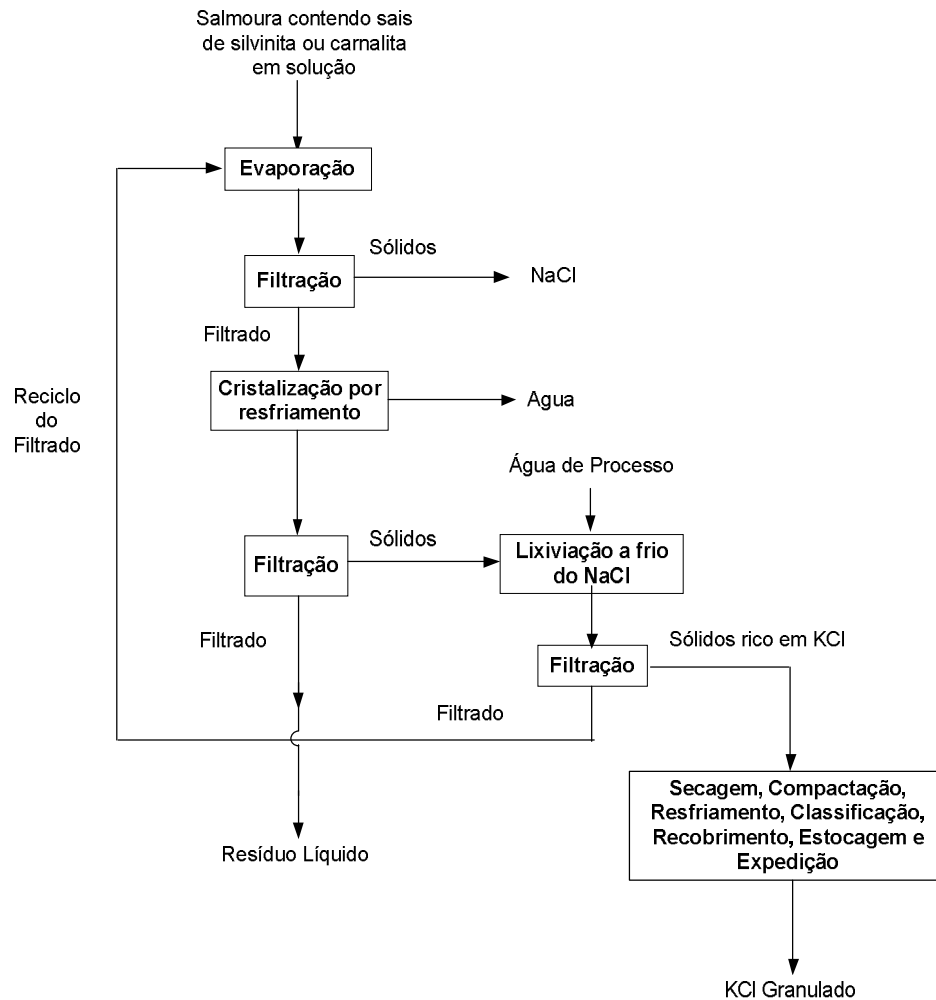 Salmoura contendo sais
de silvinita ou carnalita
em solução
Evaporação
Sólidos
Filtração
NaCl
Filtrado
Cristalização por
resfriamento
Agua
Reciclo
do
Filtrado
Água de Processo
Sólidos
Filtração
Lixiviação a frio
do NaCl
Filtrado
Sólidos rico em KCl
Filtração
Filtrado
Secagem, Compactação,
Resfriamento, Classificação,
Recobrimento, Estocagem e
Expedição
Resíduo Líquido
KCl Granulado